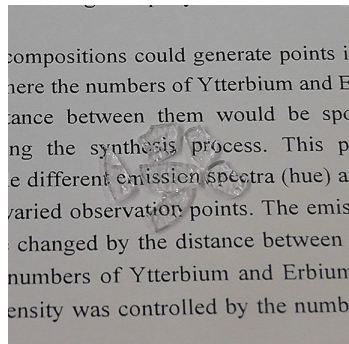 compositions could generate points i
here the numbers of Ytterbium and E
tance between them would be spo
ng the synthesis process. This p
e different emission spectra (hue) a
varied observation points. The emis
changed by the distance between
numbers of Ytterbium and Erbium
ensity was controlled by the numb